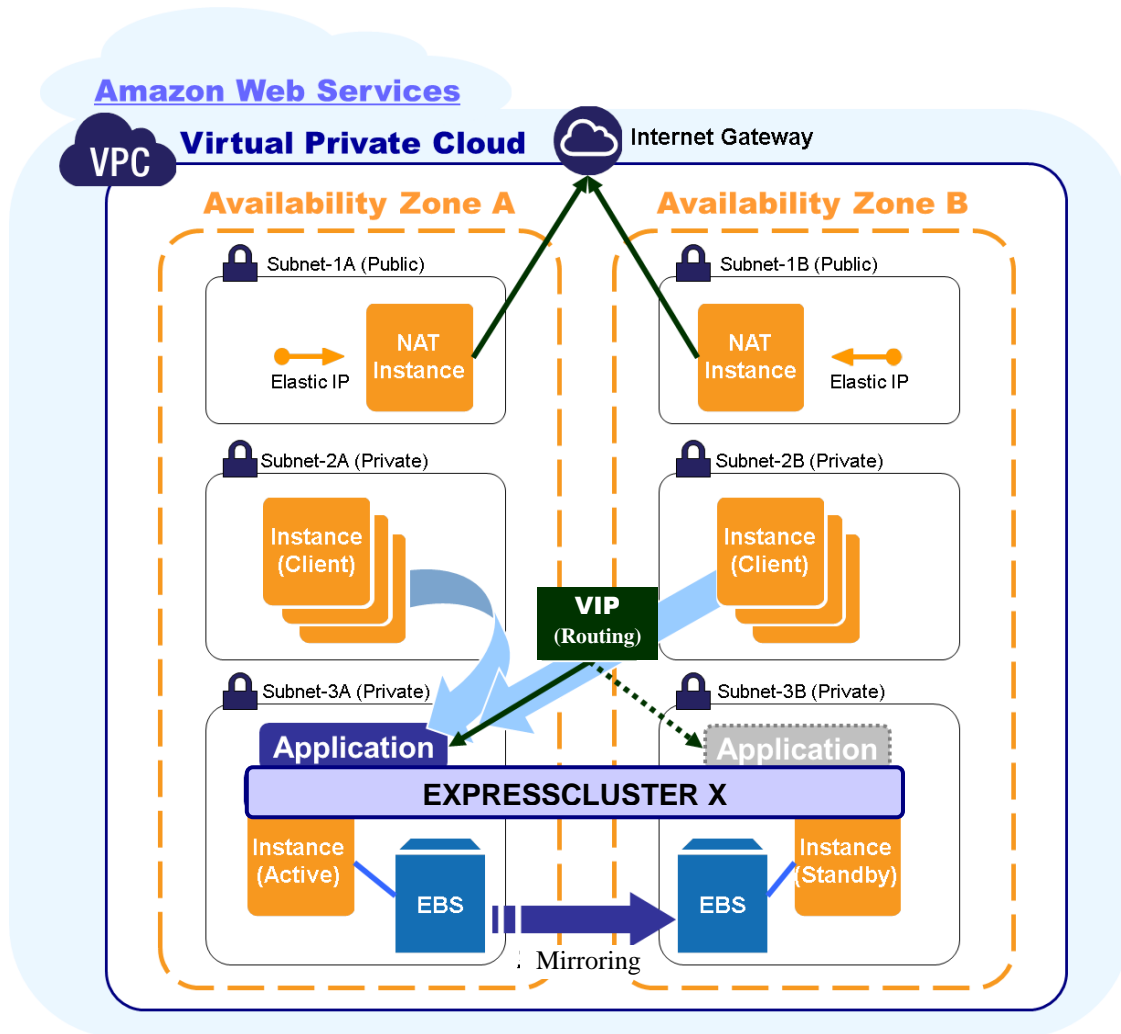 Amazon Web Services
VPC
Virtual Private Cloud
Internet Gateway
Availability Zone A
Availability Zone B
Subnet-1A (Public)
Subnet-1B (Public)
NAT
Instance
Elastic IP
NAT
Instance
Elastic IP
Subnet-2A (Private)
Subnet-2B (Private)
Instance
(Client)
Instance
(Client)
VIP
(Routing)
Subnet-3A (Private)
Subnet-3B (Private)
Application
Application
EXPRESSCLUSTER X
Instance
(Active)
EBS
EBS
Instance
(Standby)
Mirroring